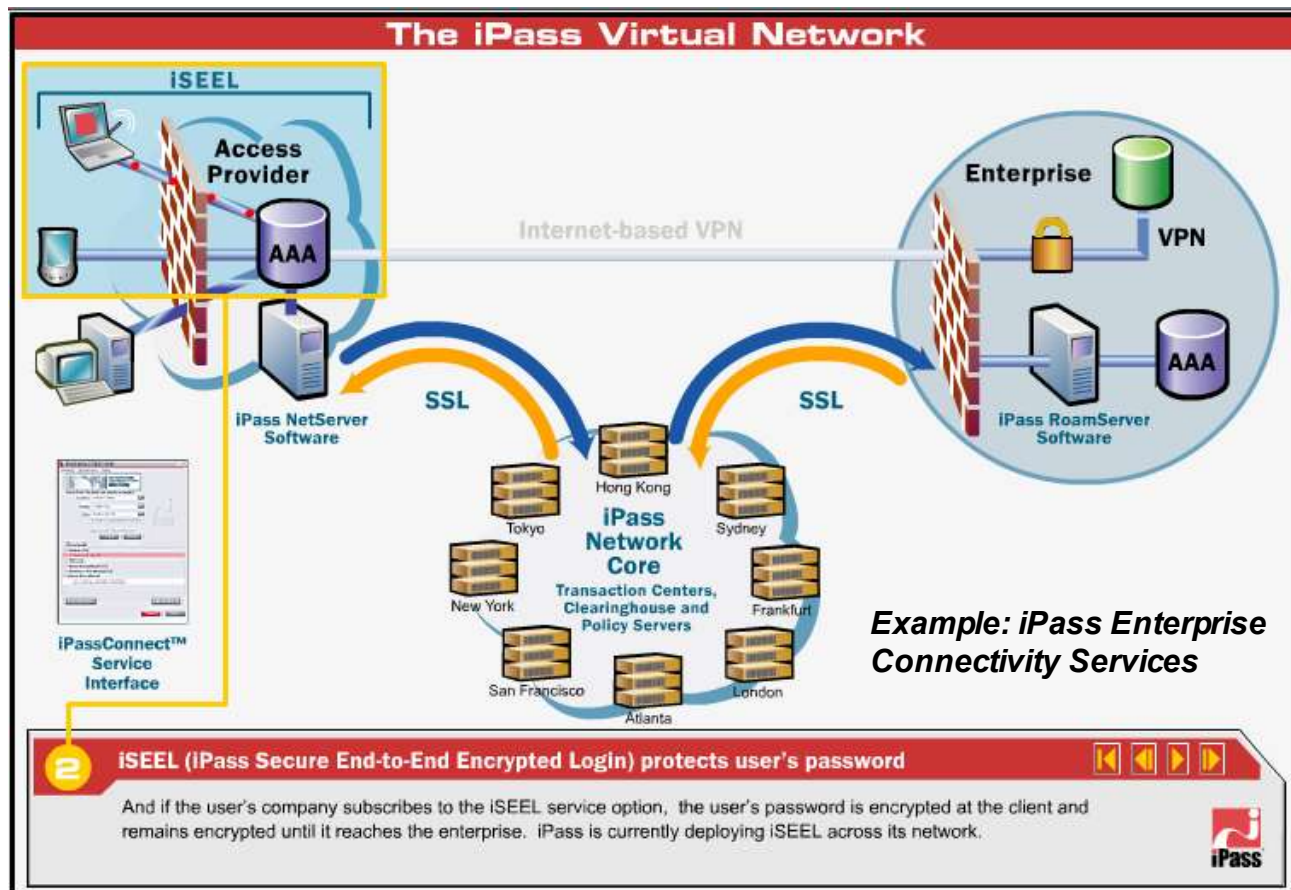 The iPass Virtual Network
iSEEL
Access
Provider
AAA
Internet-based VPN
Enterprise
VPN
AAA
iPass NetServer
Software
SSL
SSL
iPass RoamServer
Software
Hong Kong
Tokyo
Sydney
iPass
Network
Core
Transaction Centers,
Clearinghouse and
Policy Servers
New York
Frankfurt
San Francisco
London
Atlanta
iPassConnect™
Service
Interface
Example: iPass Enterprise
Connectivity Services
2
iSEEL (iPass Secure End-to-End Encrypted Login) protects user's password
And if the user's company subscribes to the iSEEL service option, the user's password is encrypted at the client and
remains encrypted until it reaches the enterprise. iPass is currently deploying iSEEL across its network.
iPass